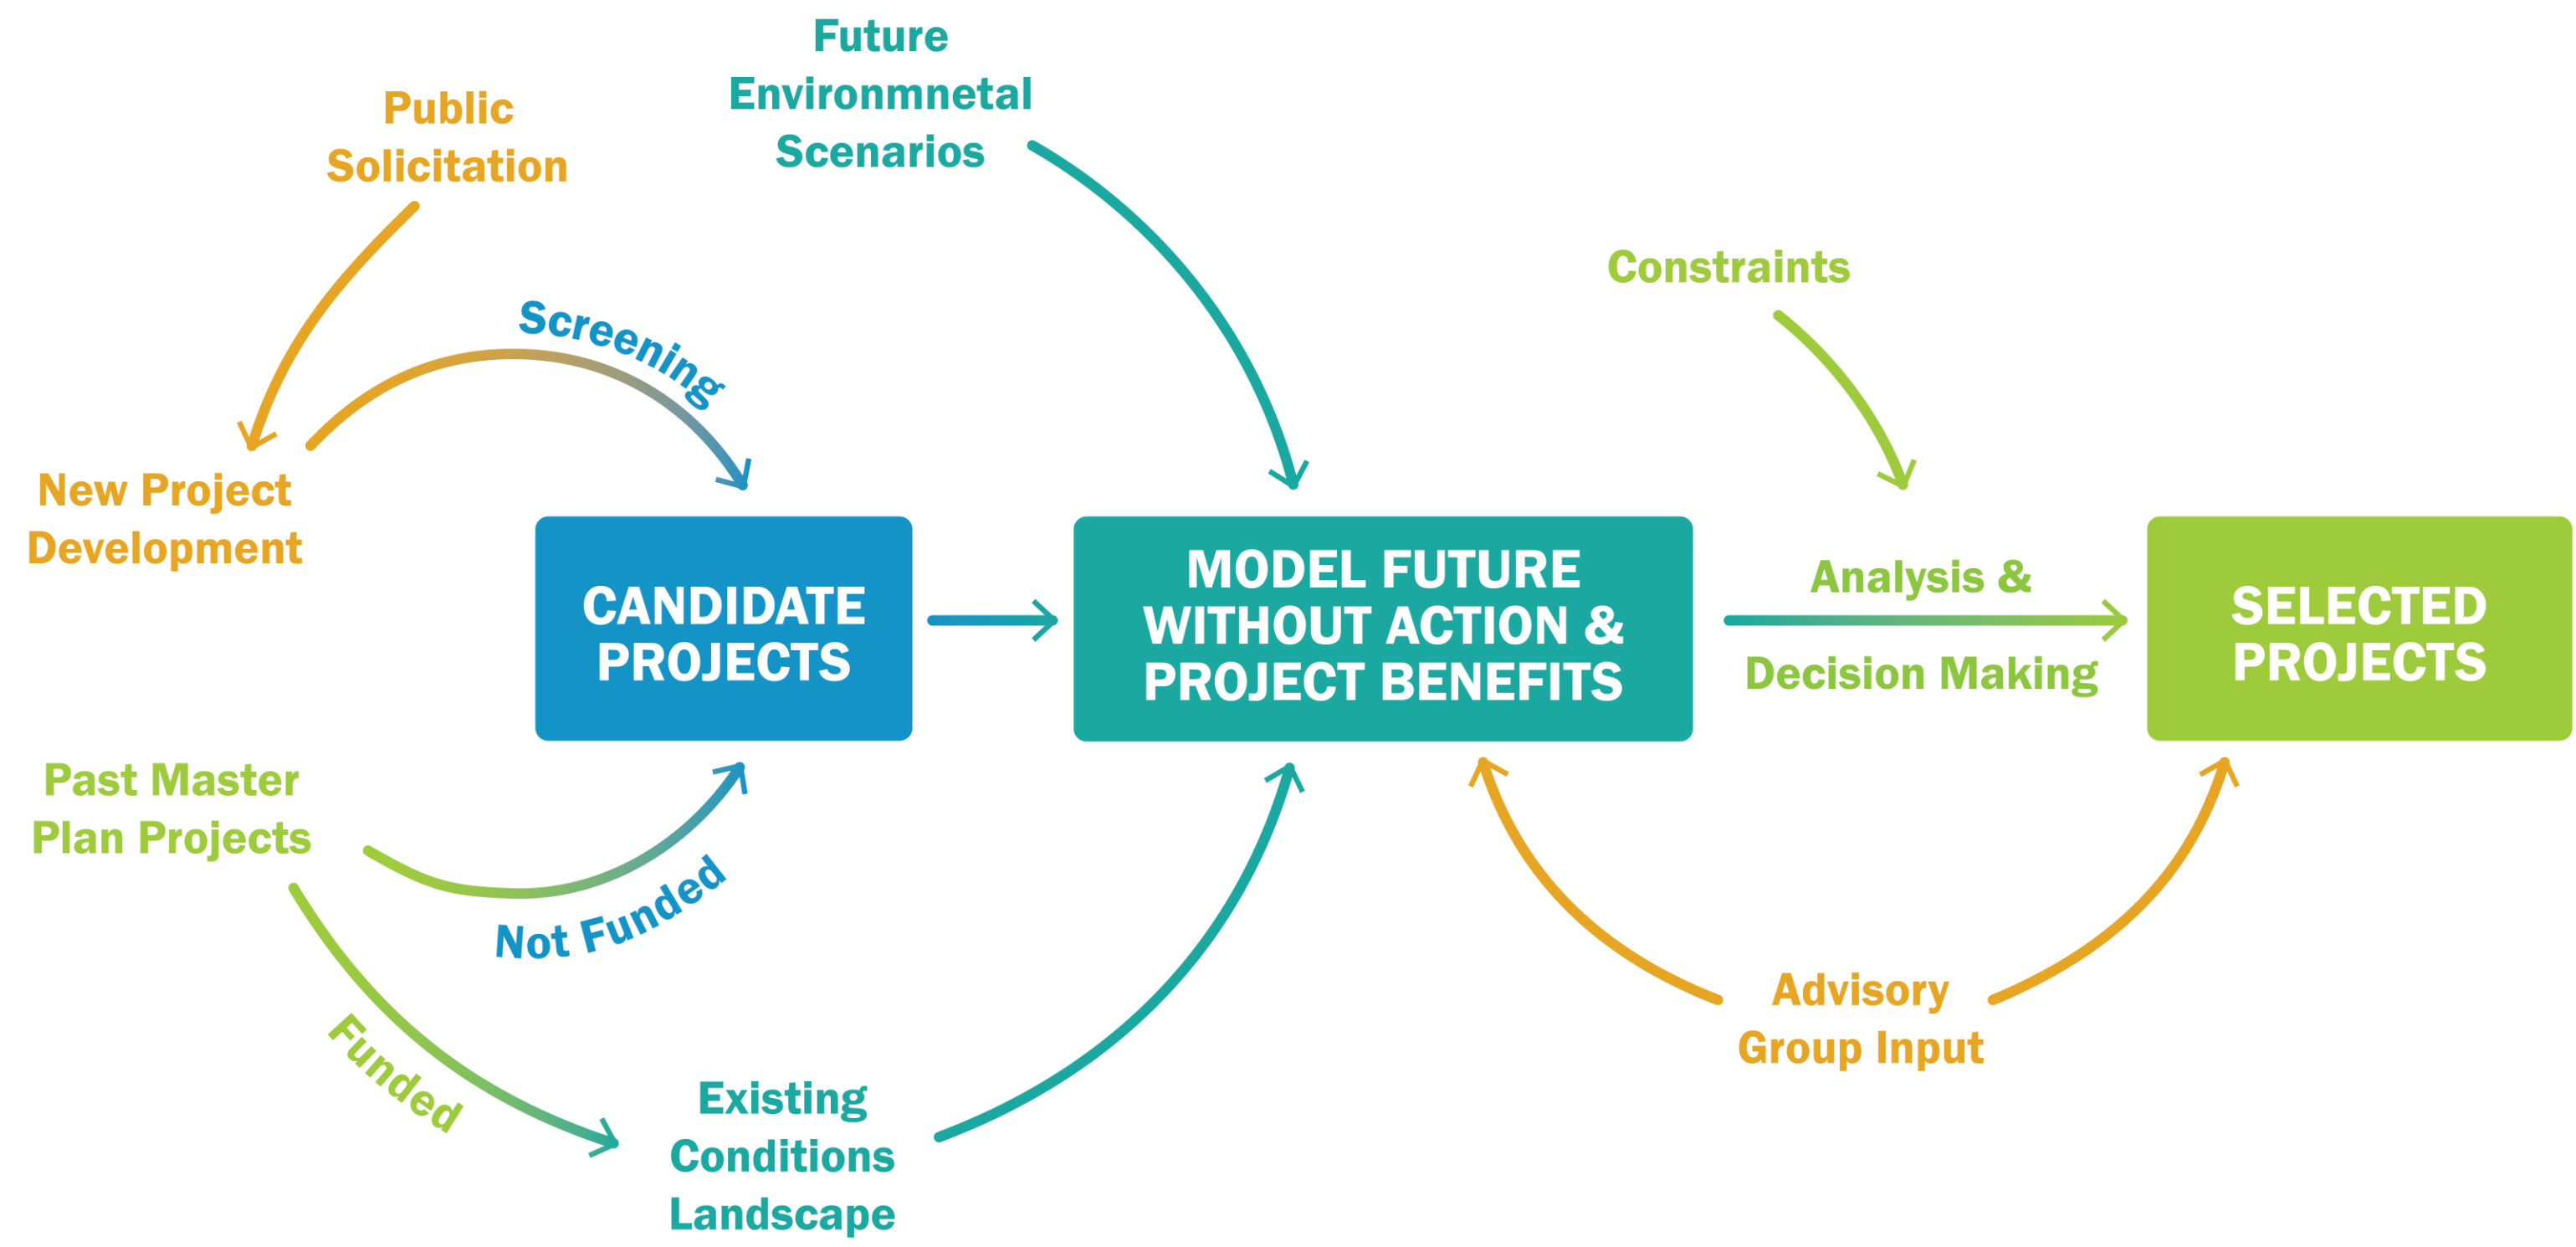 Future
Environmnetal
Scenarios
Public
Solicitation
Constraints
Screening
New Project
Development
CANDIDATE
PROJECTS
MODEL FUTURE
WITHOUT ACTION &
PROJECT BENEFITS
Analysis &
Decision Making
SELECTED
PROJECTS
Past Master
Plan Projects
Not Funded
Funded
Advisory
Group Input
Existing
Conditions
Landscape